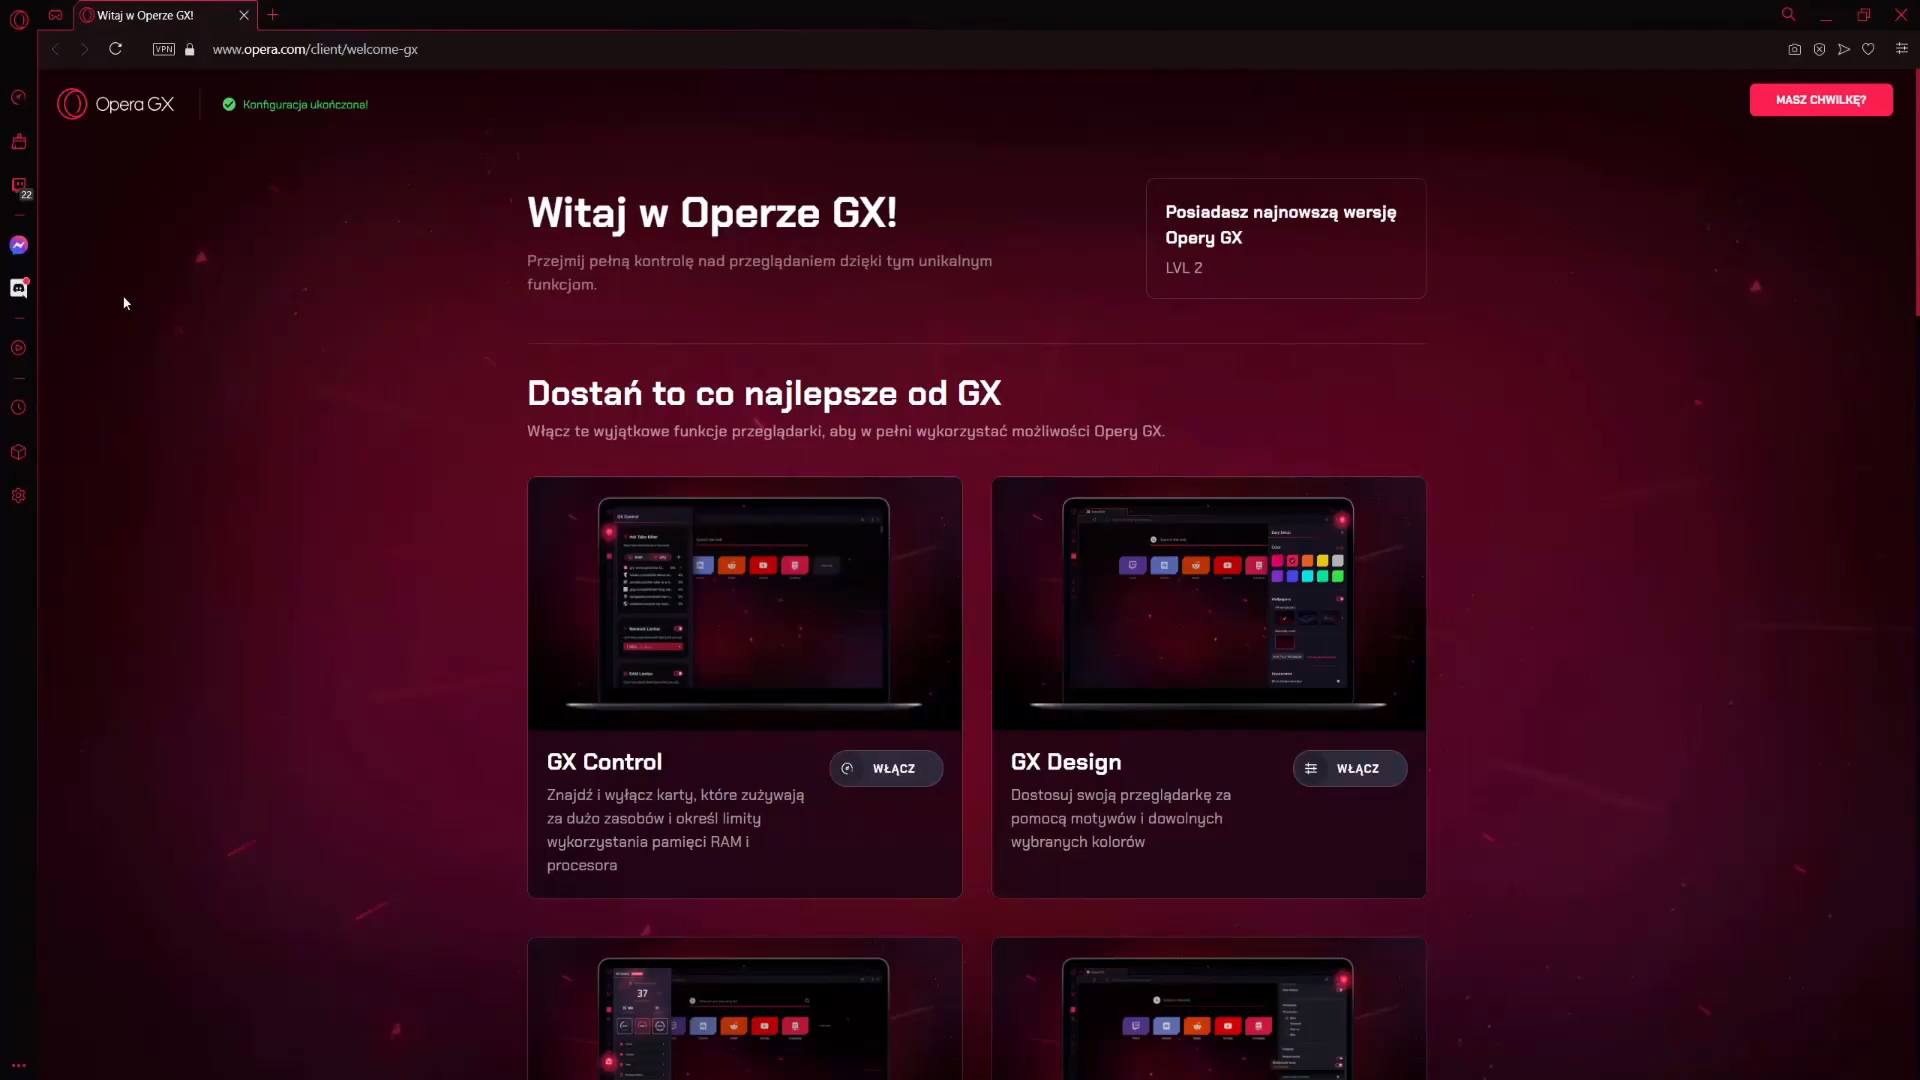 Witaj w Operze GX!
VPN
www.opera.com/client/welcome-gx
Opera GX
Konfiguracja ukończona!
MASZ CHWILKĘ?
22
Witaj w Operze GX!
Przejmij pełną kontrolę nad przeglądaniem dzięki tym unikalnym
funkcjom.
Posiadasz najnowszą wersję
Opery GX
LVL 2
Dostań to co najlepsze od GX
Włącz te wyjątkowe funkcje przeglądarki, aby w pełni wykorzystać możliwości Opery GX.
GX Control
WŁĄCZ
Znajdź i wyłącz karty, które zużywają
za dużo zasobów i określ limity
wykorzystania pamięci RAM i
procesora
GX Design
WŁĄCZ
Dostosuj swoją przeglądarkę za
pomocą motywów i dowolnych
wybranych kolorów
37